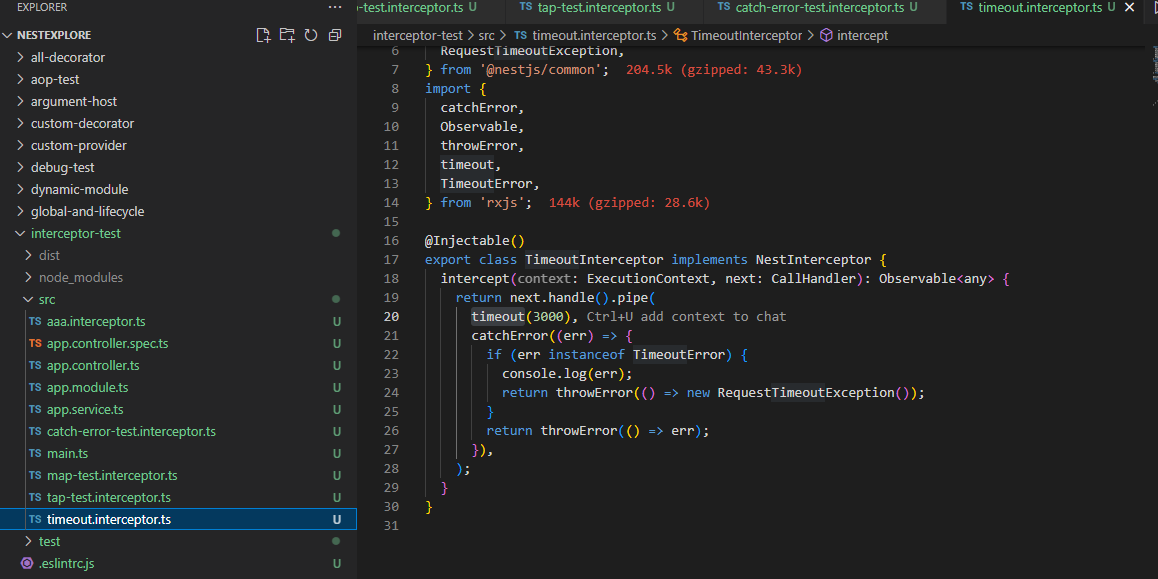 EXPLORER
NESTEXPLORE
all-decorator
aop-test
argument-host
custom-decorator
custom-provider
debug-test
dynamic-module
global-and-lifecycle
interceptor-test
dist
node_modules
src
TS aaa.interceptor.ts U
TS app.controller.spec.ts U
TS app.controller.ts U
TS app.module.ts U
TS app.service.ts U
TS catch-error-test.interceptor.ts U
TS main.ts U
TS map-test.interceptor.ts U
TS tap-test.interceptor.ts U
TS timeout.interceptor.ts U
test
.eslintrc.js U
-test.interceptor.ts U
TS tap-test.interceptor.ts U
TS catch-error-test.interceptor.ts U
TS timeout.interceptor.ts U
interceptor-test > src > TS timeout.interceptor.ts > TimeoutInterceptor > intercept
6 RequestTimeoutException,
7 } from '@nestjs/common'; 204.5k (gzipped: 43.3k)
8 import {
9 catchError,
10 Observable,
11 throwError,
12 timeout,
13 TimeoutError,
14 } from 'rxjs'; 144k (gzipped: 28.6k)
15
16 @Injectable()
17 export class TimeoutInterceptor implements NestInterceptor {
18 intercept(context: ExecutionContext, next: CallHandler): Observable<any> {
19 return next.handle().pipe(
20 timeout(3000), Ctrl+U add context to chat
21 catchError((err) => {
22 if (err instanceof TimeoutError) {
23 console.log(err);
24 return throwError(() => new RequestTimeoutException());
25 }
26 return throwError(() => err);
27 }),
28 );
29 }
30 }
31